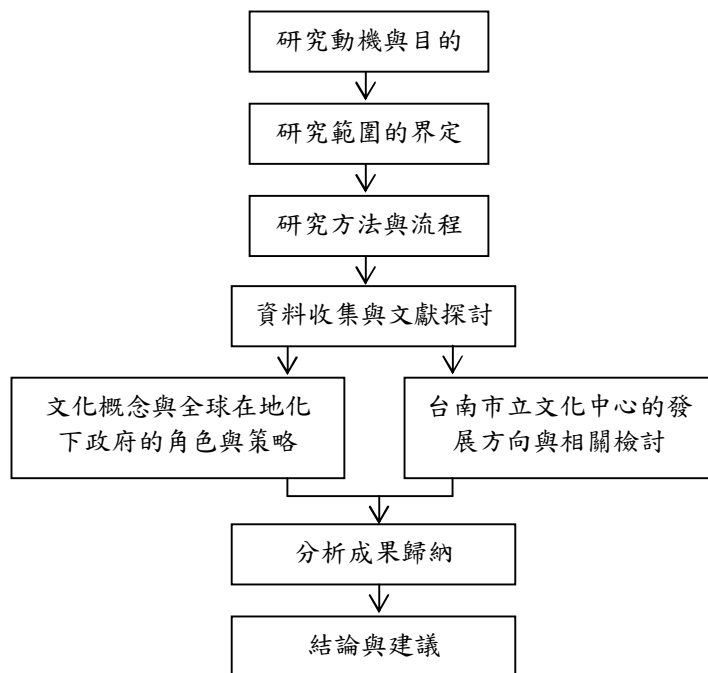 研究動機與目的
研究範圍的界定
研究方法與流程
資料收集與文獻探討
文化概念與全球在地化
下政府的角色與策略
台南市立文化中心的發
展方向與相關檢討
分析成果歸納
結論與建議